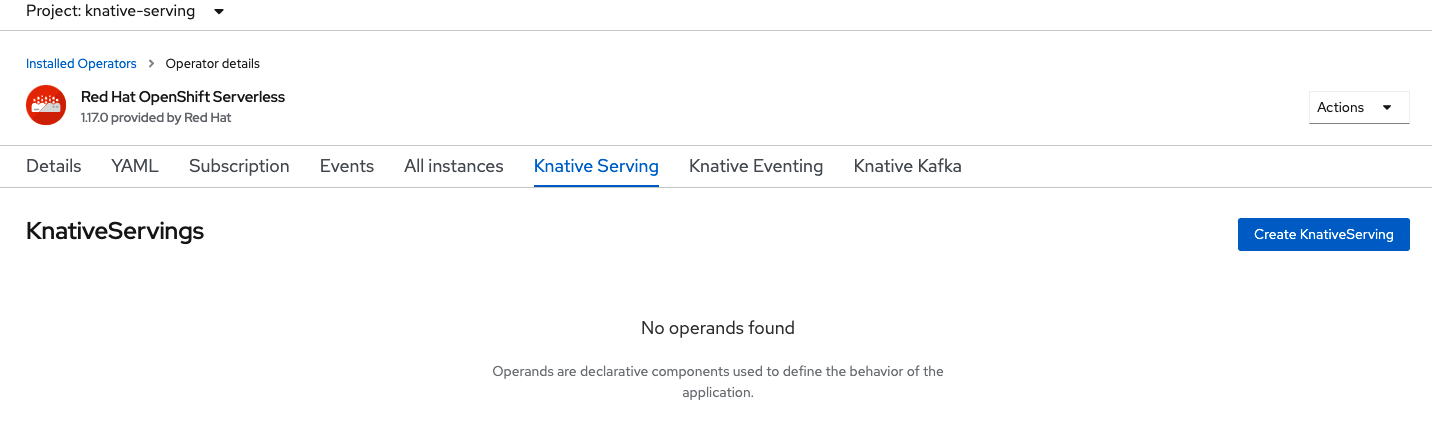 Project: knative-serving
Installed Operators Operator details
Red Hat OpenShift Serverless
1.17.0 provided by Red Hat
Actions
Details YAML Subscription Events All instances Knative Serving Knative Eventing Knative Kafka
KnativeServings
Create KnativeServing
No operands found
Operands are declarative components used to define the behavior of the
application.